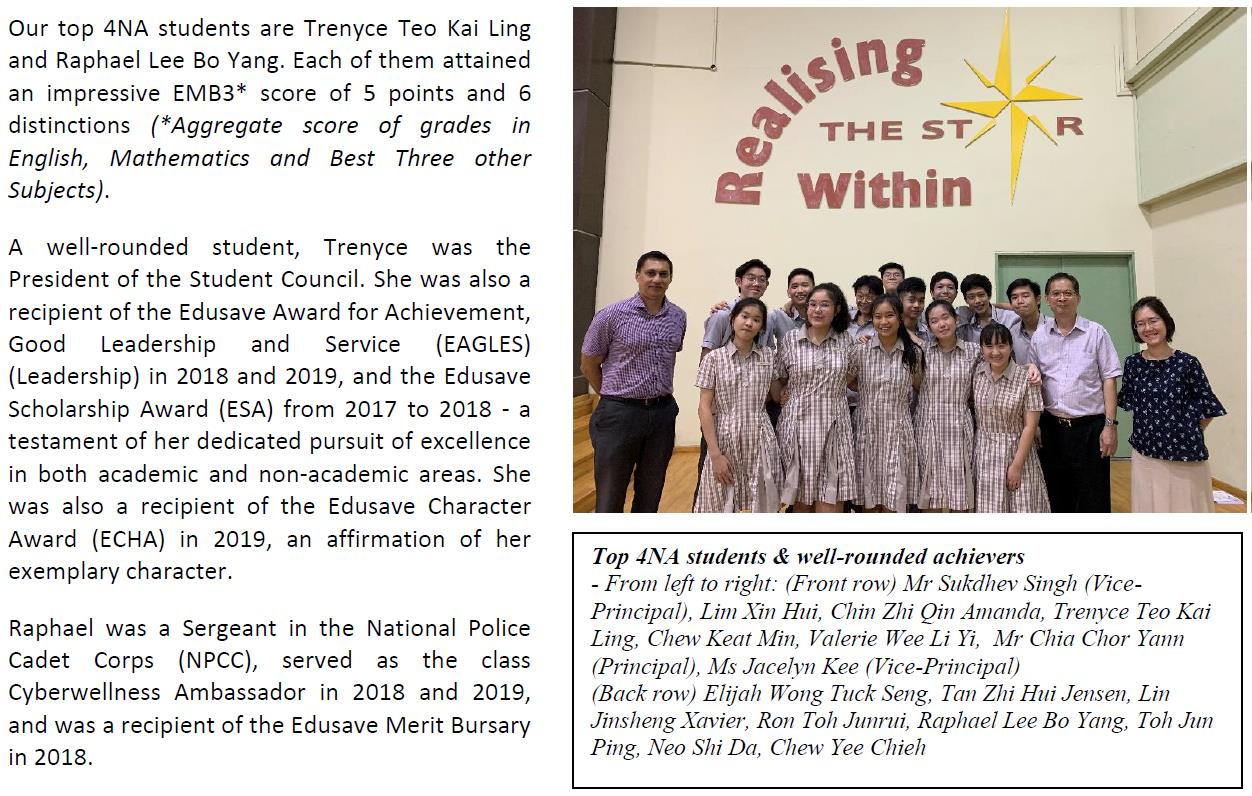 Our top 4NA students are Trenyce Teo Kai Ling
and Raphael Lee Bo Yang. Each of them attained
an impressive EMB3* score of 5 points and 6
distinctions (*Aggregate score of grades in
English, Mathematics and Best Three other
Subjects).
A well-rounded student, Trenyce was the
President of the Student Council. She was also a
recipient of the Edusave Award for Achievement,
Good Leadership and Service (EAGLES)
(Leadership) in 2018 and 2019, and the Edusave
Scholarship Award (ESA) from 2017 to 2018 - a
testament of her dedicated pursuit of excellence
in both academic and non-academic areas. She
was also a recipient of the Edusave Character
Award (ECHA) in 2019, an affirmation of her
exemplary character.
Raphael was a Sergeant in the National Police
Cadet Corps (NPCC), served as the class
Cyberwellness Ambassador in 2018 and 2019,
and was a recipient of the Edusave Merit Bursary
in 2018.
Realising
THE ST R
Within
Top 4NA students & well-rounded achievers
- From left to right: (Front row) Mr Sukdhev Singh (Vice-
Principal), Lim Xin Hui, Chin Zhi Qin Amanda, Trenyce Teo Kai
Ling, Chew Keat Min, Valerie Wee Li Yi, Mr Chia Chor Yann
(Principal), Ms Jacelyn Kee (Vice-Principal)
(Back row) Elijah Wong Tuck Seng, Tan Zhi Hui Jensen, Lin
Jinsheng Xavier, Ron Toh Junrui, Raphael Lee Bo Yang, Toh Jun
Ping, Neo Shi Da, Chew Yee Chieh